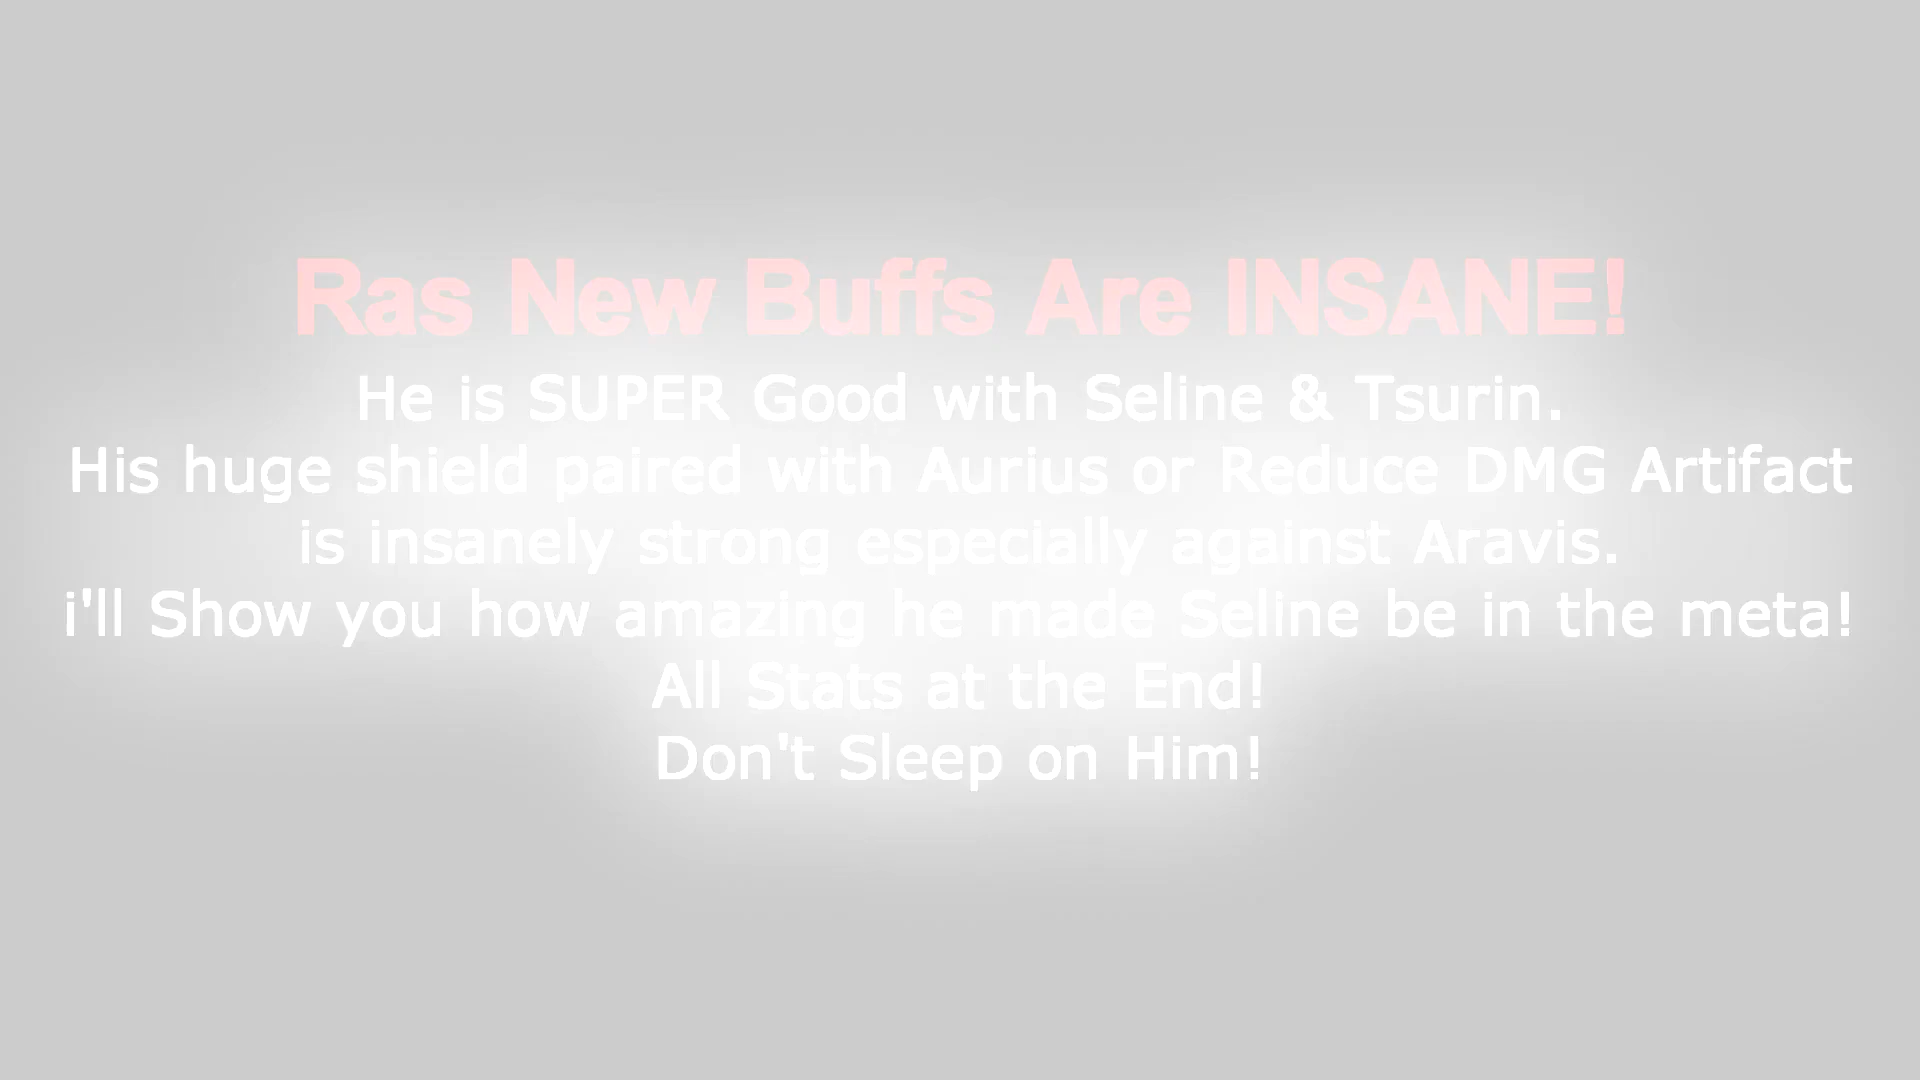 Ras New Buffs Are INSANE!
He is SUPER Good with Seline & Tsurin.
His huge shield paired with Aurius or Reduce DMG Artifact
is insanely strong especially against Aravis.
i'll Show you how amazing he made Seline be in the meta!
All Stats at the End!
Don't Sleep on Him!